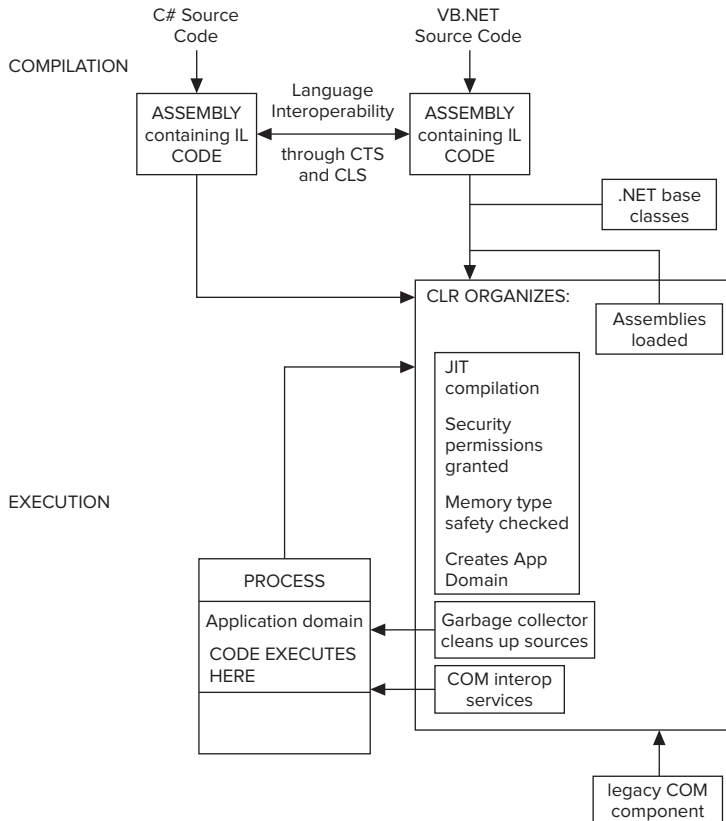 C# Source
Code
VB.NET
Source Code
COMPILATION
ASSEMBLY
containing IL
CODE
Language
Interoperability
through CTS
and CLS
ASSEMBLY
containing IL
CODE
.NET base
classes
CLR ORGANIZES:
Assemblies
loaded
JIT
compilation
Security
permissions
granted
Memory type
safety checked
Creates App
Domain
EXECUTION
PROCESS
Application domain
CODE EXECUTES
HERE
Garbage collector
cleans up sources
COM interop
services
legacy COM
component